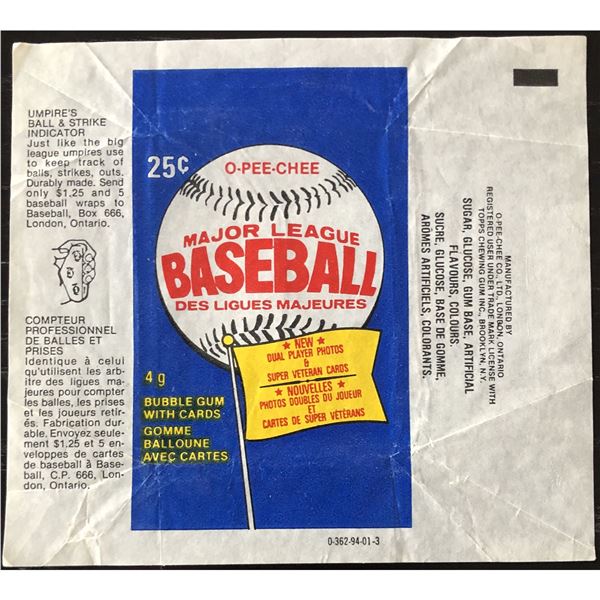 UMPIRE'S
BALL & STRIKE
INDICATOR
Just like the big
league umpires use
to keep track of
balls, strikes, outs.
Durably made. Send
only $1.25 and 5
baseball wraps to
Baseball, Box 666,
London, Ontario.
COMPTEUR
PROFESSIONNEL
DE BALLES ET
PRISES
Identique à celui
qu'utilisent les arbi-
tre des ligues ma-
jeures pour compter
les balles, les prises
et les joueurs retir-
és. Fabrication dur-
able. Envoyez seule-
ment $1.25 et 5 en-
veloppes de cartes
de baseball à Base-
ball, C.P. 666, Lon-
don, Ontario.
25¢
O-PEE-CHEE
MAJOR LEAGUE
BASEBALL
DES LIGUES MAJEURES
★ NEW ★
DUAL PLAYER PHOTOS
&
SUPER VETERAN CARDS
★ NOUVELLES ★
PHOTOS DOUBLES DU JOUEUR
ET
CARTES DE SUPER VÉTÉRANS
4 g
BUBBLE GUM
WITH CARDS
GOMME
BALLOUNE
AVEC CARTES
0-362-94-01-3
MANUFACTURED BY
O-PEE-CHEE CO., LTD., LONDON, ONTARIO
REGISTERED USER UNDER TRADE MARK LICENSE WITH
TOPPS CHEWING GUM INC., BROOKLYN, N.Y.
SUGAR, GLUCOSE, GUM BASE, ARTIFICIAL
FLAVOURS, COLOURS.
SUCRE, GLUCOSE, BASE DE GOMME,
ARÔMES ARTIFICIELS, COLORANTS.